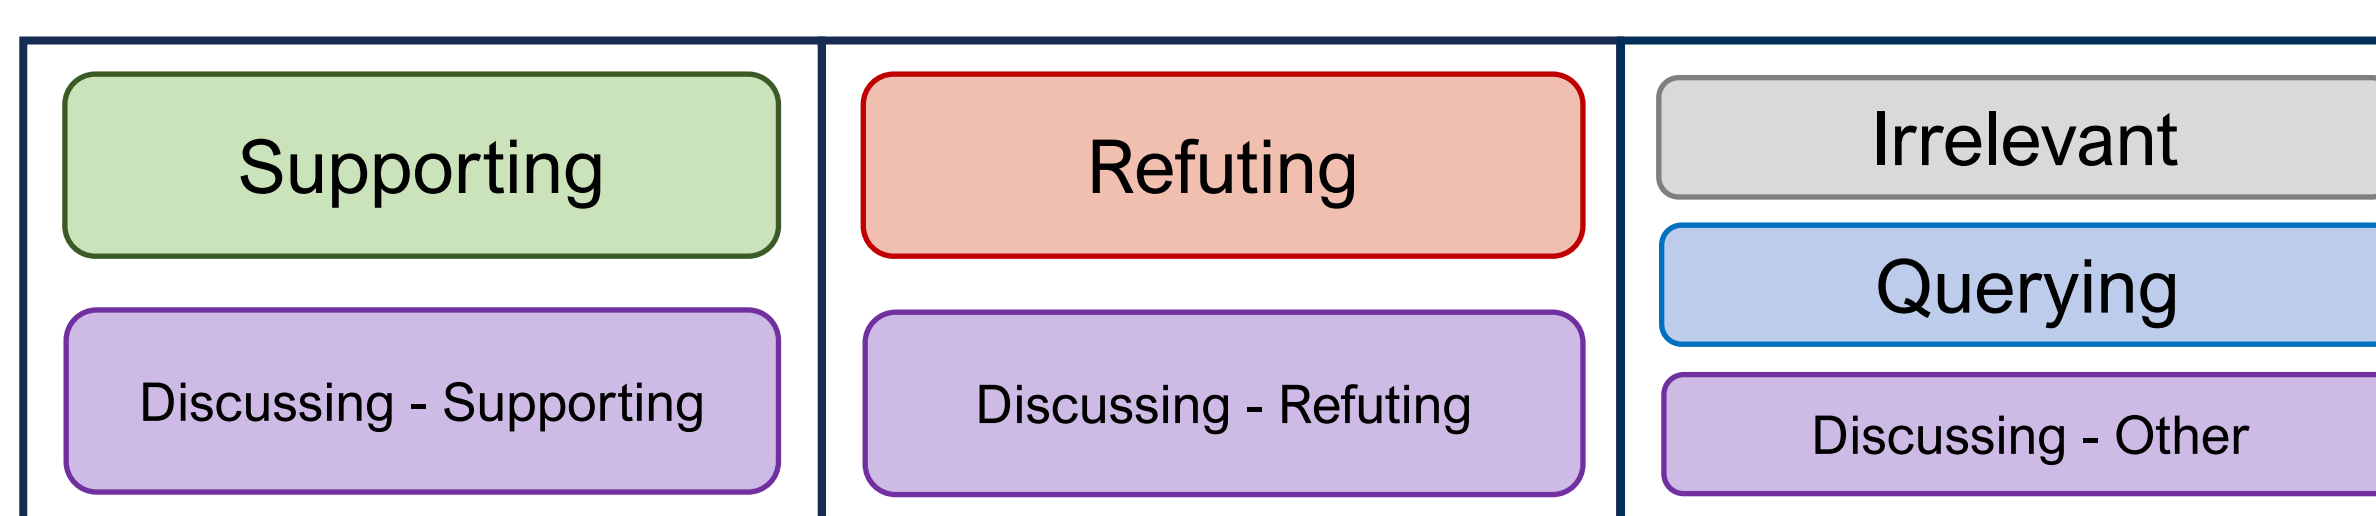 Supporting
Discussing - Supporting
Refuting
Discussing - Refuting
Irrelevant
Querying
Discussing - Other